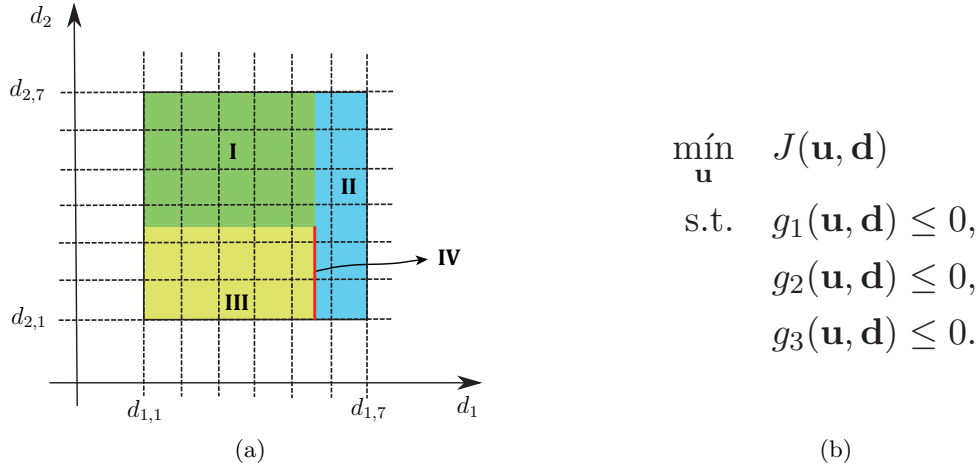 d₂
d₂,₇
I
II
IV
III
d₂,₁
d₁,₁
d₁,₇
d₁
(a)
mín J(𝐮, 𝐝)
𝐮
s.t. g₁(𝐮, 𝐝) ≤ 0,
g₂(𝐮, 𝐝) ≤ 0,
g₃(𝐮, 𝐝) ≤ 0.
(b)